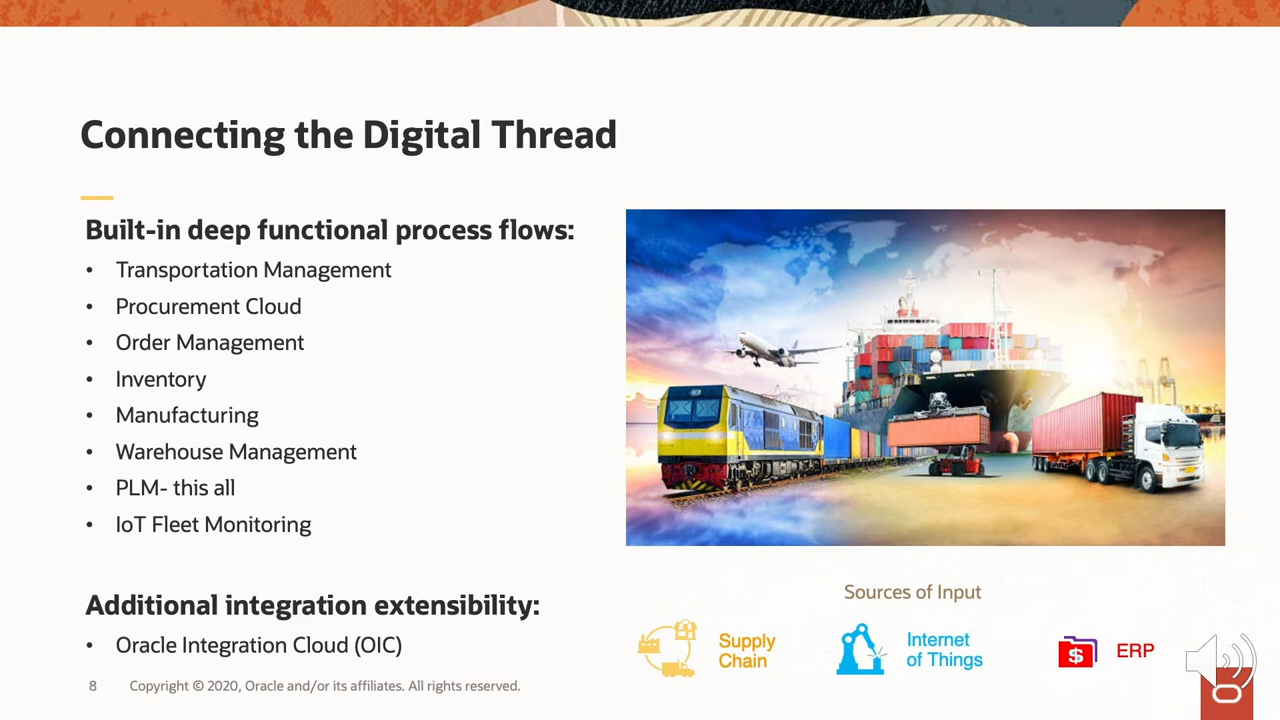 Connecting the Digital Thread
Built-in deep functional process flows:
• Transportation Management
• Procurement Cloud
• Order Management
• Inventory
• Manufacturing
• Warehouse Management
• PLM- this all
• IoT Fleet Monitoring
Additional integration extensibility:
• Oracle Integration Cloud (OIC)
Sources of Input
Supply
Chain
Internet
of Things
$
ERP
8 Copyright © 2020, Oracle and/or its affiliates. All rights reserved.